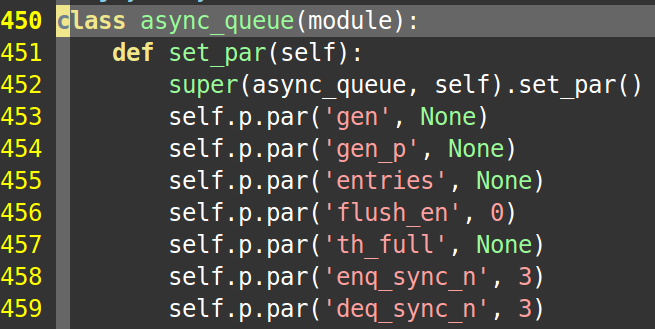 450 class async_queue(module):
451     def set_par(self):
452         super(async_queue, self).set_par()
453         self.p.par('gen', None)
454         self.p.par('gen_p', None)
455         self.p.par('entries', None)
456         self.p.par('flush_en', 0)
457         self.p.par('th_full', None)
458         self.p.par('enq_sync_n', 3)
459         self.p.par('deq_sync_n', 3)